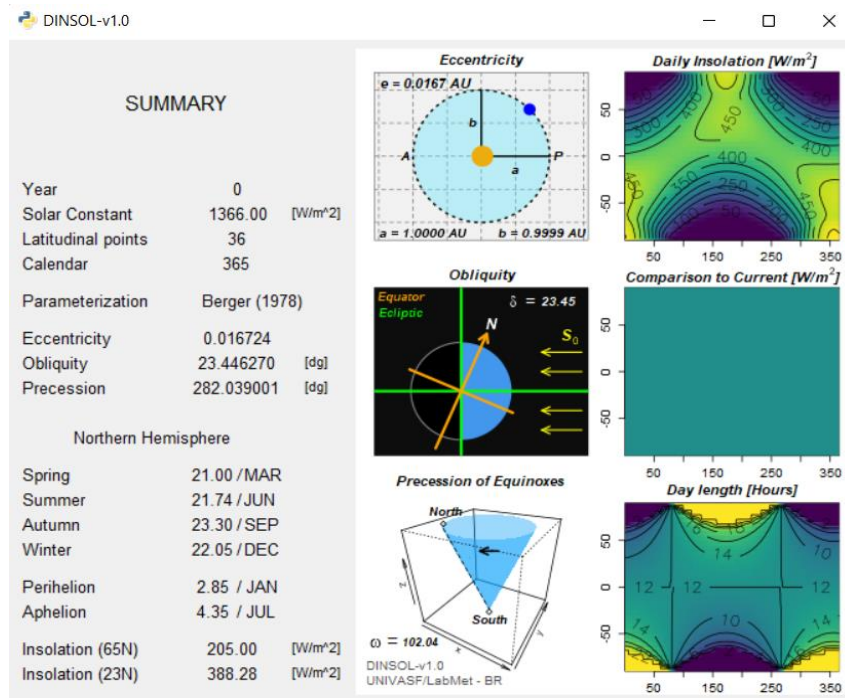 DINSOL-v1.0
SUMMARY
Year 0
Solar Constant 1366.00 [W/m^2]
Latitudinal points 36
Calendar 365
Parameterization Berger (1978)
Eccentricity 0.016724
Obliquity 23.446270 [dg]
Precession 282.039001 [dg]
Northern Hemisphere
Spring 21.00 / MAR
Summer 21.74 / JUN
Autumn 23.30 / SEP
Winter 22.05 / DEC
Perihelion 2.85 / JAN
Aphelion 4.35 / JUL
Insolation (65N) 205.00 [W/m^2]
Insolation (23N) 388.28 [W/m^2]
Eccentricity
e = 0.0167 AU
b
A P
a
a = 1.0000 AU b = 0.9999 AU
Daily Insolation [W/m²]
50
0
-50
450
400
350
250
50
450
50 150 250 350
Obliquity
Equator δ = 23.45
Ecliptic
N
S₀
Comparison to Current [W/m²]
50
0
-50
50 150 250 350
Precession of Equinoxes
North
z
South
x y
ω = 102.04
DINSOL-v1.0
UNIVASF/LabMet - BR
Day length [Hours]
50
0
-50
14 10
12 12 12
14 10 14
50 150 250 350